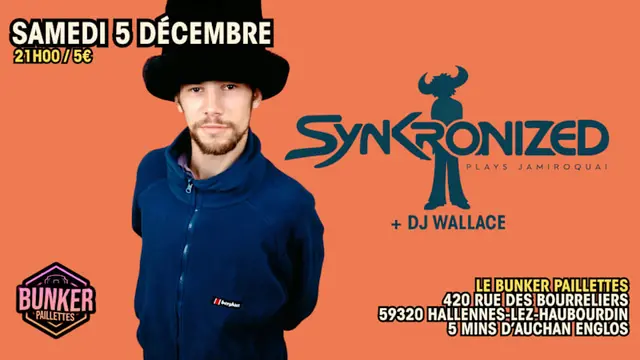 SAMEDI 5 DÉCEMBRE
21H00 / 5€
SYNKRONIZED
PLAYS JAMIROQUAI
+ DJ WALLACE
berghaus
BUNKER
PAILLETTES
LE BUNKER PAILLETTES
420 RUE DES BOURRELIERS
59320 HALLENNES-LEZ-HAUBOURDIN
5 MINS D'AUCHAN ENGLOS